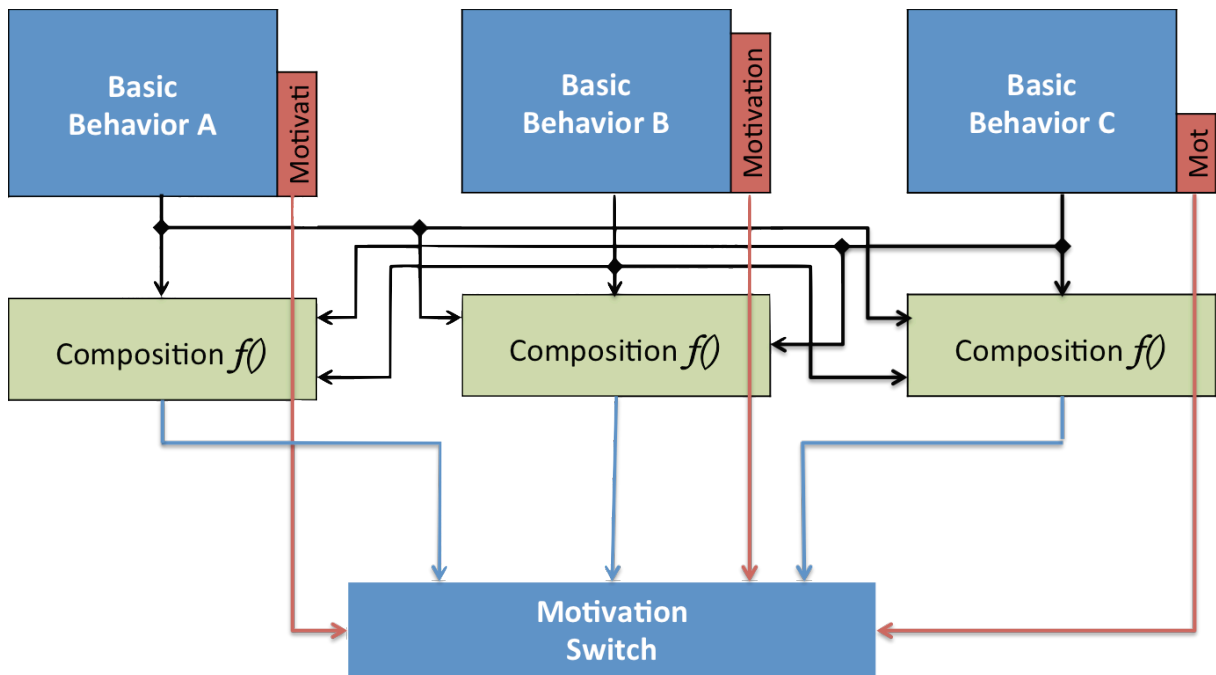 Basic
Behavior A
Motivati
Basic
Behavior B
Motivation
Basic
Behavior C
Mot
Composition f()
Composition f()
Composition f()
Motivation
Switch